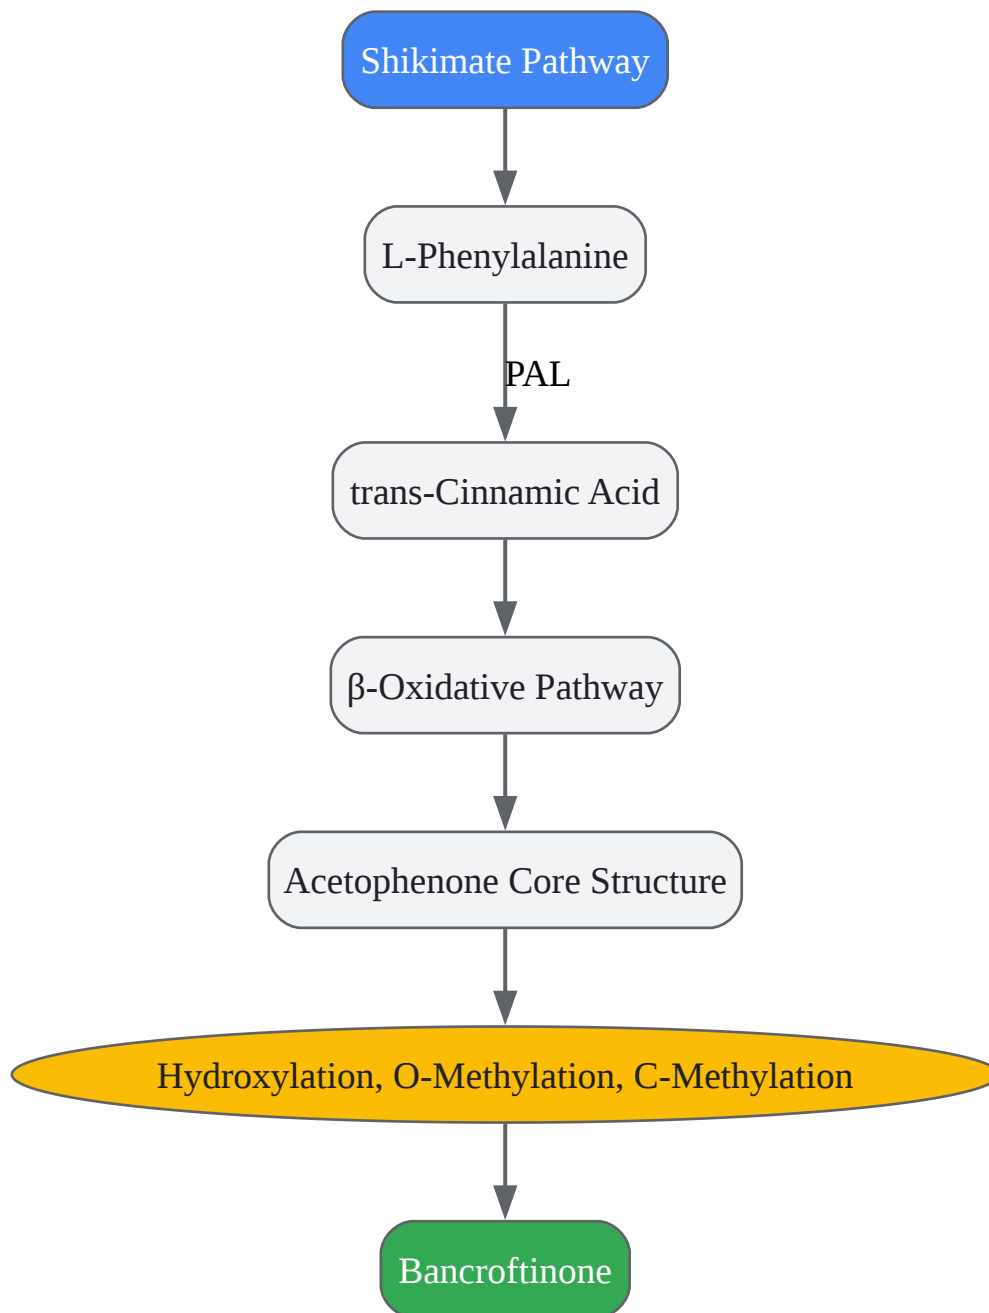 Shikimate Pathway
L-Phenylalanine
PAL
trans-Cinnamic Acid
β-Oxidative Pathway
Acetophenone Core Structure
Hydroxylation, O-Methylation, C-Methylation
Bancroftinone